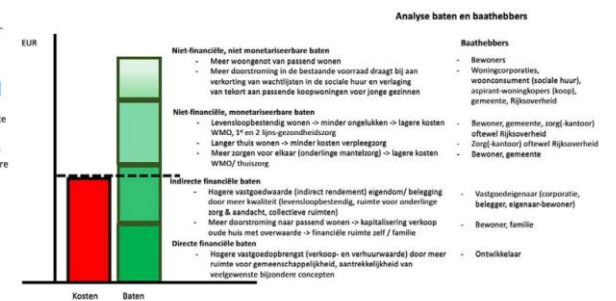 Analyse baten en baathebbers
EUR
Baathebbers
Niet-financiële, niet monetariseerbare baten
- Meer woongenot van passend wonen
- Meer doorstroming in de bestaande voorraad draagt bij aan
verkorting van wachtlijsten in de sociale huur en verlaging
van tekort aan passende koopwoningen voor jonge gezinnen
- Bewoners
- Woningcorporaties,
woonconsument (sociale huur),
aspirant-woningkopers (koop),
gemeente, Rijksoverheid
Niet-financiële, monetariseerbare baten
- Levensloopbestendig wonen -> minder ongelukken -> lagere kosten
WMO, 1e en 2 lijns-gezondheidszorg
- Langer thuis wonen -> minder kosten verpleegzorg
- Meer zorgen voor elkaar (onderlinge mantelzorg) -> lagere kosten
WMO/ thuiszorg
- Bewoner, gemeente, zorg(-kantoor)
oftewel Rijksoverheid
- Zorg(-kantoor) oftewel Rijksoverheid
- Bewoner, gemeente
Indirecte financiële baten
- Hogere vastgoedwaarde (indirect rendement) eigendom/ belegging
door meer kwaliteit (levensloopbestendig, ruimte voor onderlinge
zorg & aandacht, collectieve ruimten)
- Meer doorstroming naar passend wonen -> kapitalisering verkoop
oude huis met overwaarde -> financiële ruimte zelf / familie
- Vastgoedeigenaar (corporatie,
belegger, eigenaar-bewoner)
- Bewoner, familie
Directe financiële baten
- Hogere vastgoedopbrengst (verkoop- en verhuurwaarde) door meer
ruimte voor gemeenschappelijkheid, aantrekkelijkheid van
veelgewenste bijzondere concepten
- Ontwikkelaar
Kosten
Baten